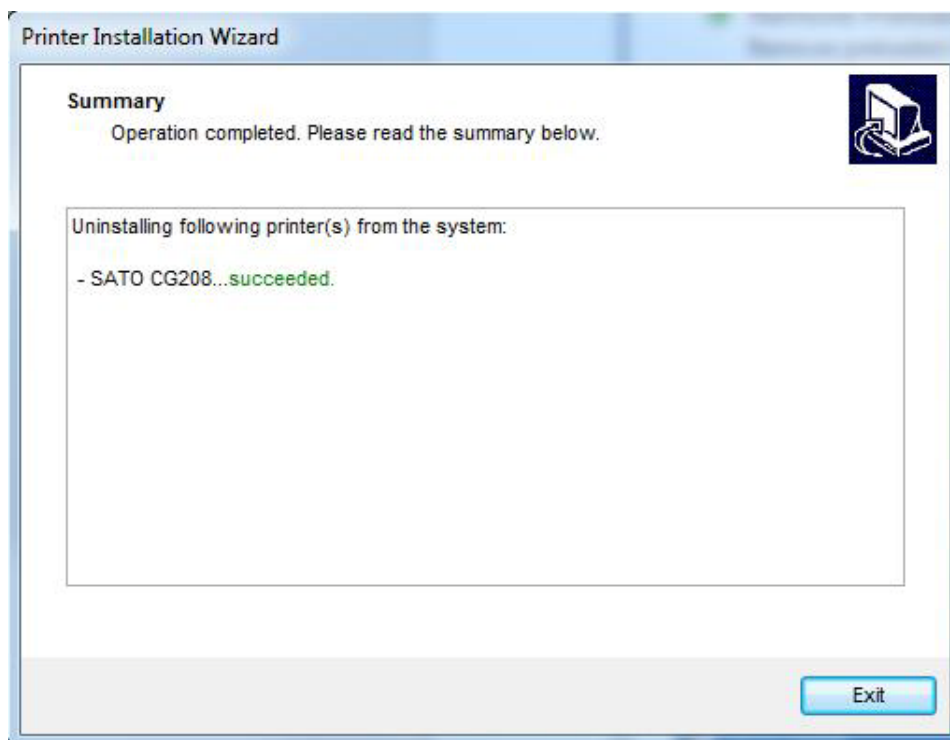 Printer Installation Wizard
Summary
Operation completed. Please read the summary below.
Uninstalling following printer(s) from the system:
- SATO CG208...succeeded.
Exit